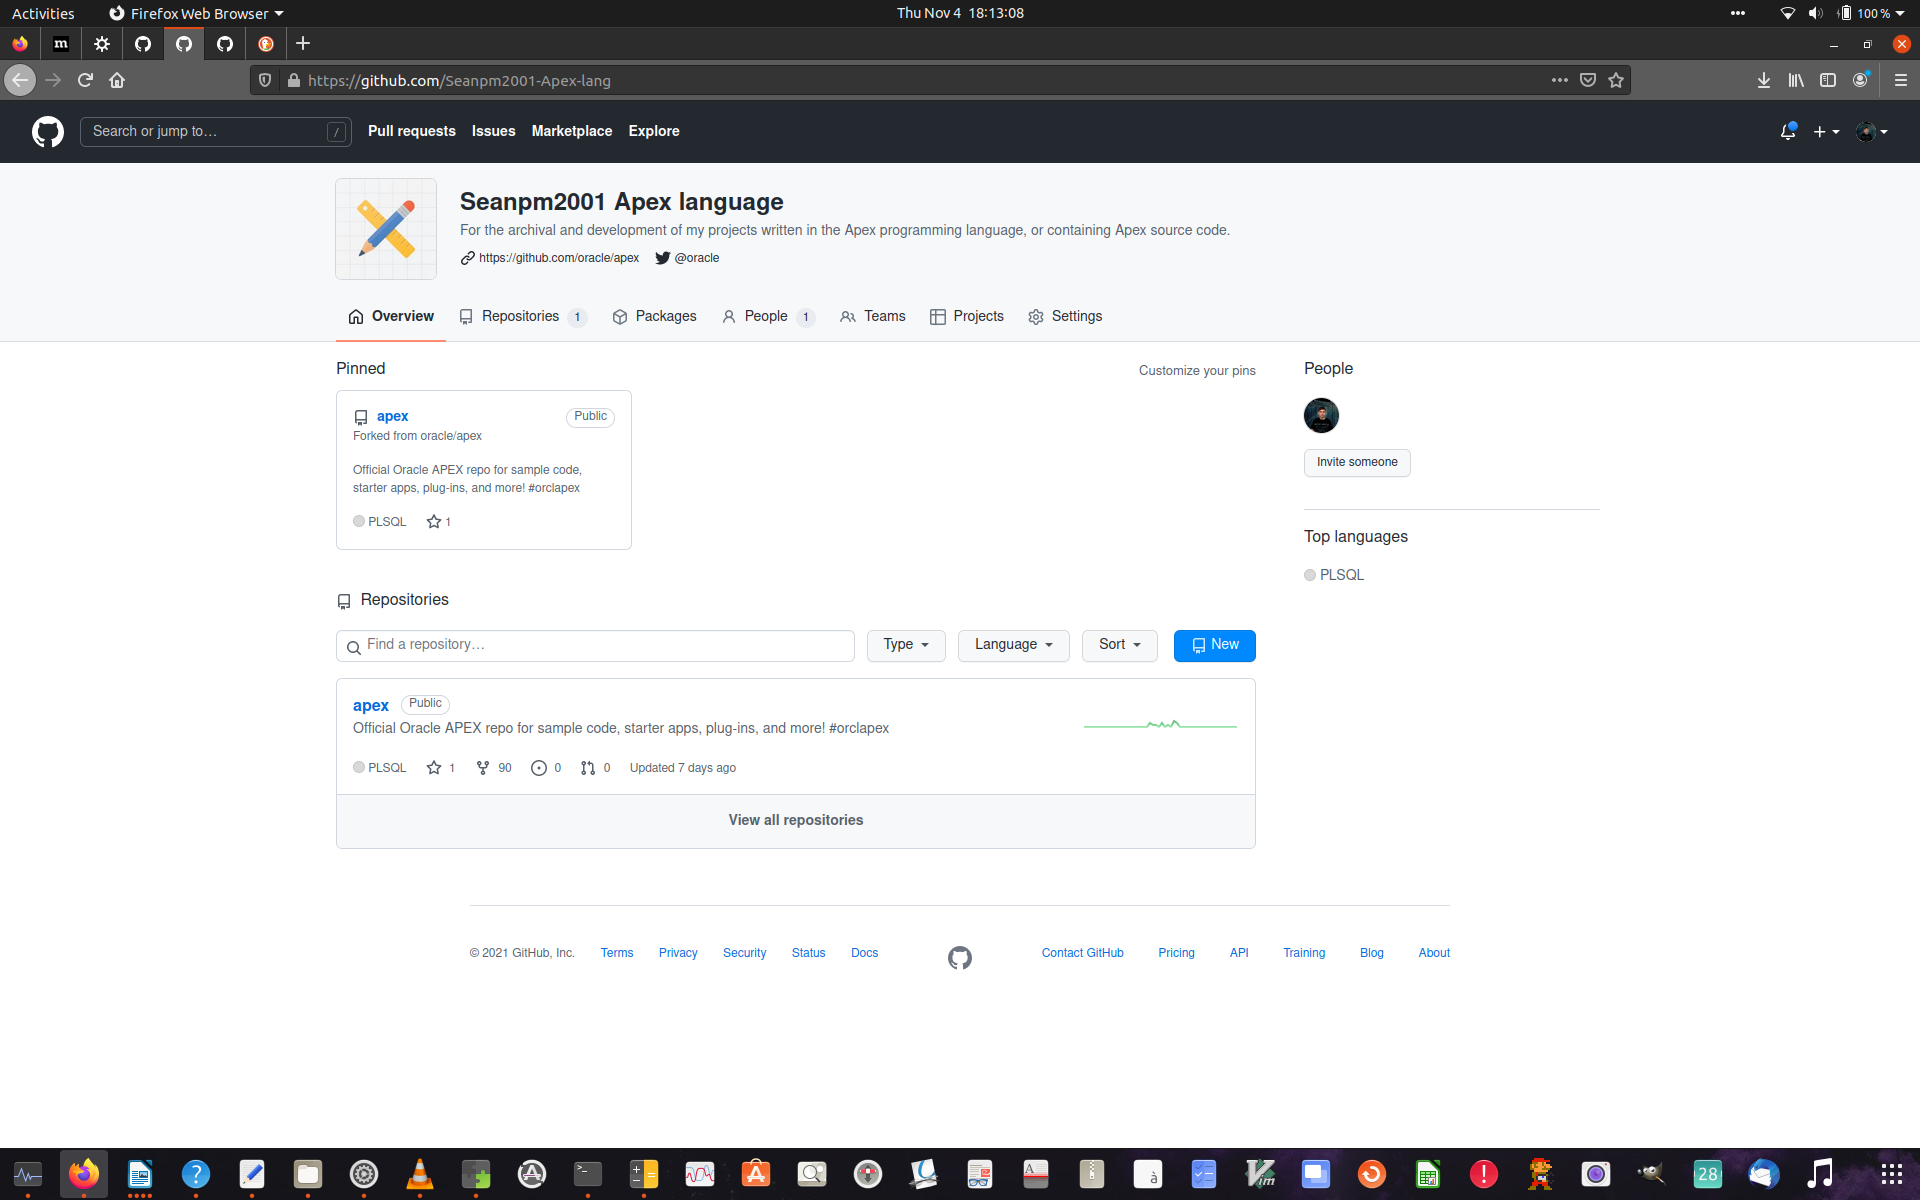 Activities
Firefox Web Browser
Thu Nov 4 18:13:08
100 %
m
https://github.com/Seanpm2001-Apex-lang
Search or jump to…
/
Pull requests
Issues
Marketplace
Explore
Seanpm2001 Apex language
For the archival and development of my projects written in the Apex programming language, or containing Apex source code.
https://github.com/oracle/apex
@oracle
Overview
Repositories 1
Packages
People 1
Teams
Projects
Settings
Pinned
Customize your pins
apex
Public
Forked from oracle/apex
Official Oracle APEX repo for sample code,
starter apps, plug-ins, and more! #orclapex
PLSQL
1
People
Invite someone
Top languages
PLSQL
Repositories
Find a repository…
Type
Language
Sort
New
apex
Public
Official Oracle APEX repo for sample code, starter apps, plug-ins, and more! #orclapex
PLSQL
1
90
0
0
Updated 7 days ago
View all repositories
© 2021 GitHub, Inc.
Terms
Privacy
Security
Status
Docs
Contact GitHub
Pricing
API
Training
Blog
About
?
>_
A
à
Vim
!
28